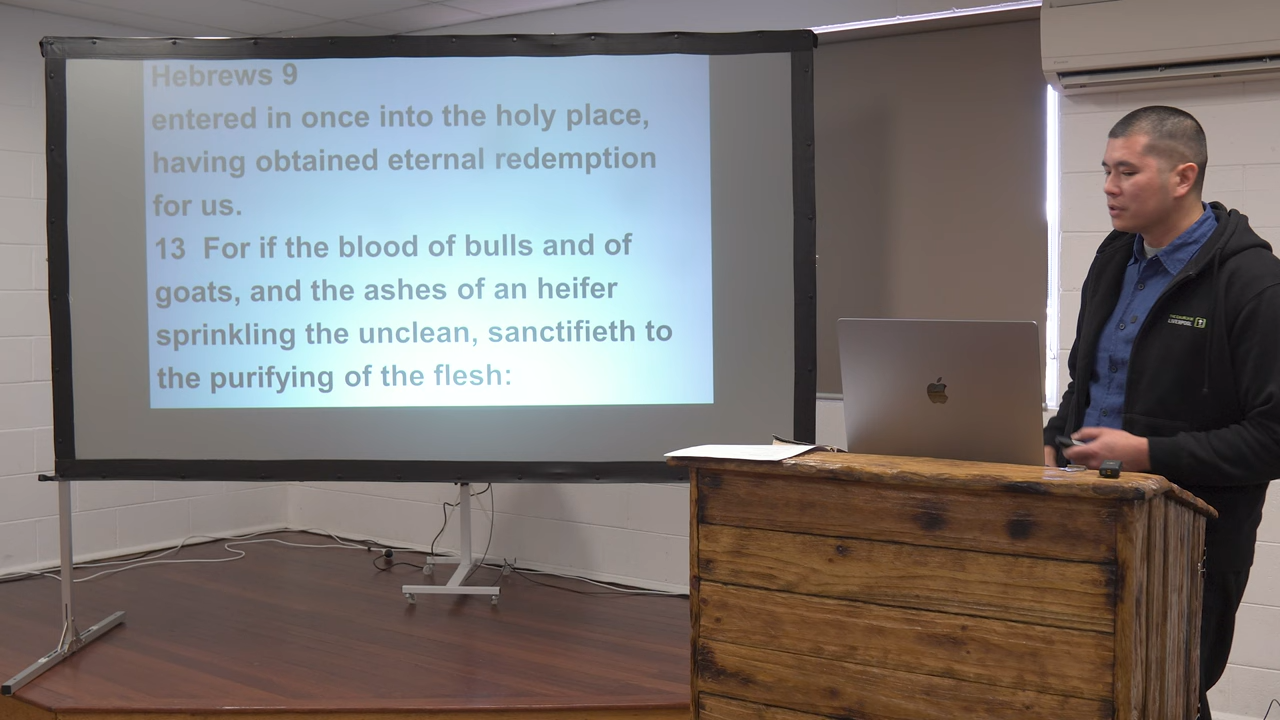 Hebrews 9
entered in once into the holy place,
having obtained eternal redemption
for us.
13 For if the blood of bulls and of
goats, and the ashes of an heifer
sprinkling the unclean, sanctifieth to
the purifying of the flesh:
LIVERPOOL